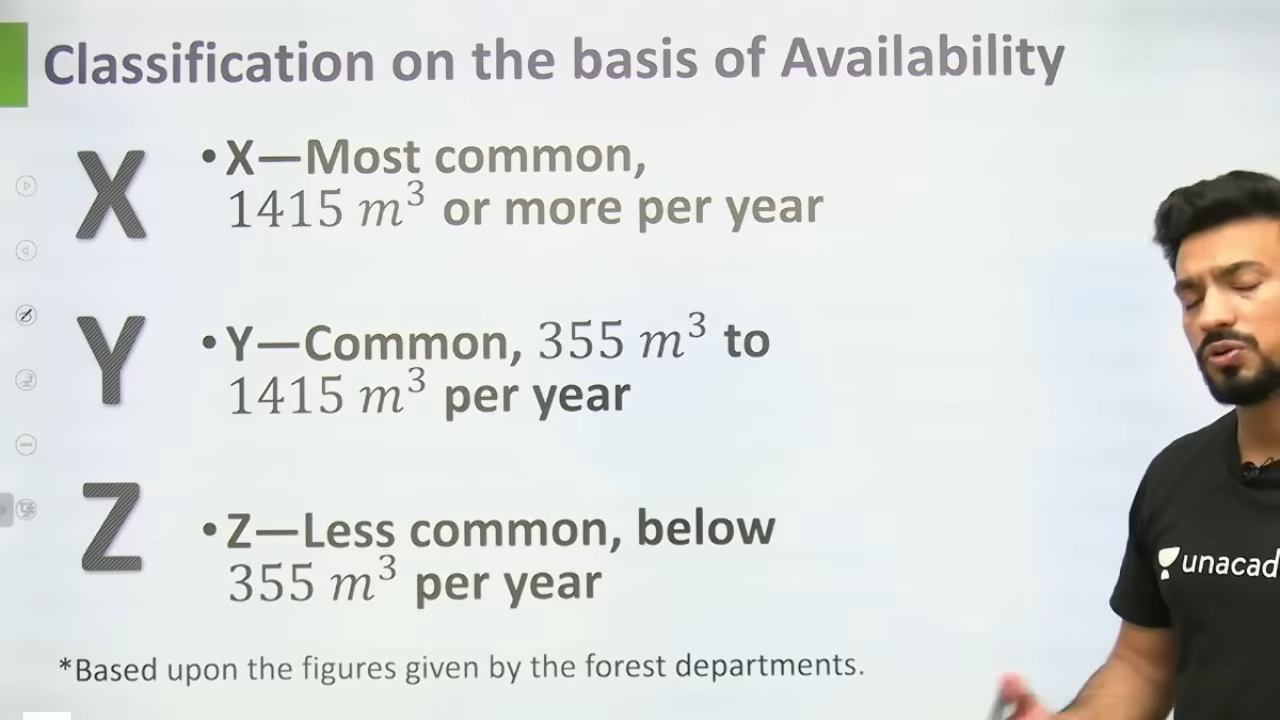 Classification on the basis of Availability
X
• X—Most common,
1415 m³ or more per year
Y
• Y—Common, 355 m³ to
1415 m³ per year
Z
• Z—Less common, below
355 m³ per year
*Based upon the figures given by the forest departments.
unacad